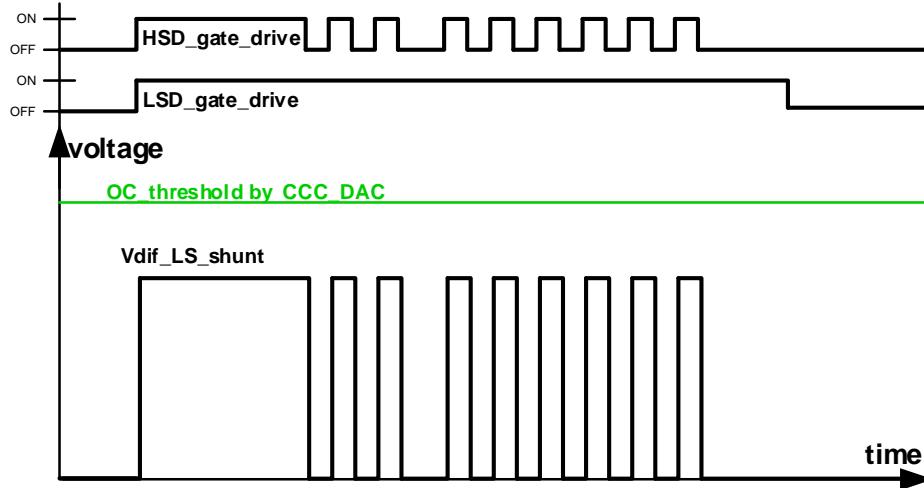 ON
HSD_gate_drive
OFF
ON
LSD_gate_drive
OFF
voltage
OC_threshold by CCC_DAC
Vdif_LS_shunt
time